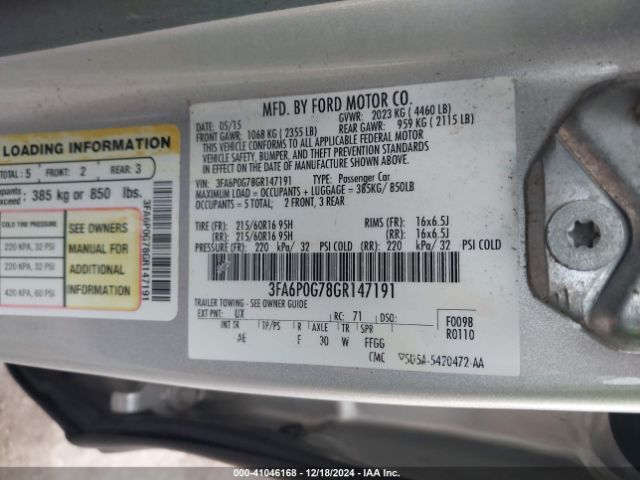 LOADING INFORMATION
TOTAL: 5 FRONT: 2 REAR: 3
385 kg or 850 lbs.
COLD TIRE PRESSURE
220 KPA, 32 PSI
220 KPA, 32 PSI
420 KPA, 60 PSI
SEE OWNERS
MANUAL FOR
ADDITIONAL
INFORMATION
3FA6P0G78GR147191
MFD. BY FORD MOTOR CO.
DATE: 05/15 GVWR: 2023 KG ( 4460 LB)
FRONT GAWR: 1068 KG ( 2355 LB) REAR GAWR: 959 KG ( 2115 LB)
THIS VEHICLE CONFORMS TO ALL APPLICABLE FEDERAL MOTOR
VEHICLE SAFETY, BUMPER, AND THEFT PREVENTION STANDARDS
IN EFFECT ON THE DATE OF MANUFACTURE SHOWN ABOVE.
VIN: 3FA6P0G78GR147191 TYPE: Passenger Car
MAXIMUM LOAD = OCCUPANTS + LUGGAGE = 385KG/ 850LB
OCCUPANTS = 5 TOTAL; 2 FRONT, 3 REAR
TIRE (FR): 215/60R16 95H RIMS (FR): 16x6.5J
(RR): 215/60R16 95H (RR): 16x6.5J
PRESSURE (FR): 220 kPa/ 32 PSI COLD (RR): 220 kPa/ 32 PSI COLD
3FA6P0G78GR147191
TRAILER TOWING - SEE OWNER GUIDE
EXT PNT: UX RC: 71 DSO:
F0098
R0110
INT TR TP/PS R AXLE TR SPR
AE F 30 W FFGG
CMC
000-41046168 - 12/18/2024 - IAA Inc.